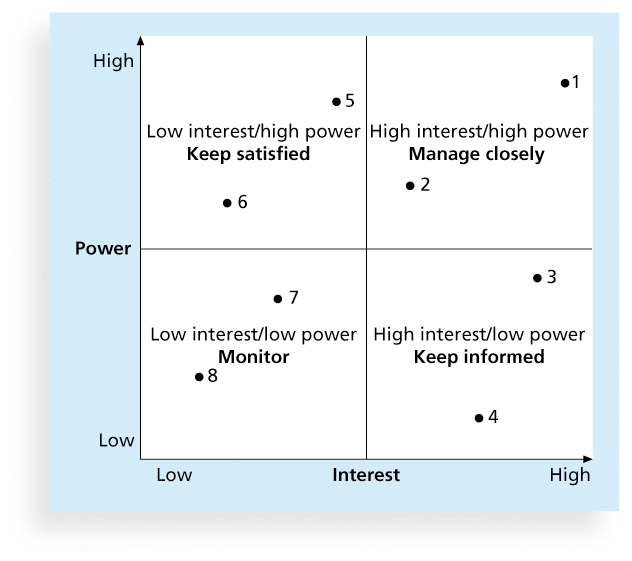 High
1
5
Low interest/high power
Keep satisfied
High interest/high power
Manage closely
2
6
Power
3
7
Low interest/low power
Monitor
High interest/low power
Keep informed
8
4
Low
Low
Interest
High